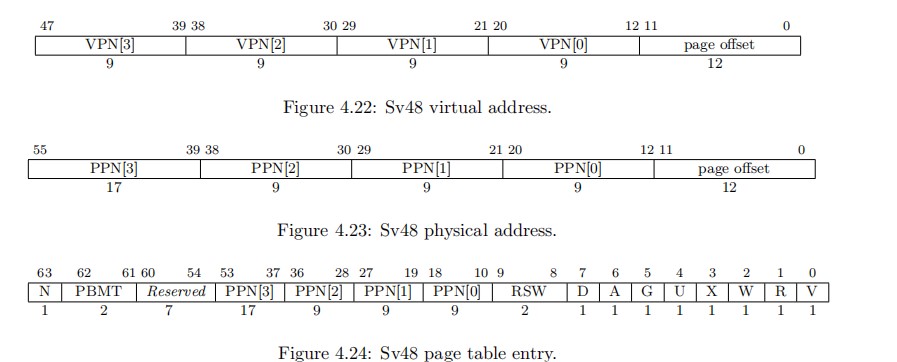 47 39 38 30 29 21 20 12 11 0
VPN[3] VPN[2] VPN[1] VPN[0] page offset
9 9 9 9 12
Figure 4.22: Sv48 virtual address.
55 39 38 30 29 21 20 12 11 0
PPN[3] PPN[2] PPN[1] PPN[0] page offset
17 9 9 9 12
Figure 4.23: Sv48 physical address.
63 62 61 60 54 53 37 36 28 27 19 18 10 9 8 7 6 5 4 3 2 1 0
N PBMT Reserved PPN[3] PPN[2] PPN[1] PPN[0] RSW D A G U X W R V
1 2 7 17 9 9 9 2 1 1 1 1 1 1 1 1
Figure 4.24: Sv48 page table entry.